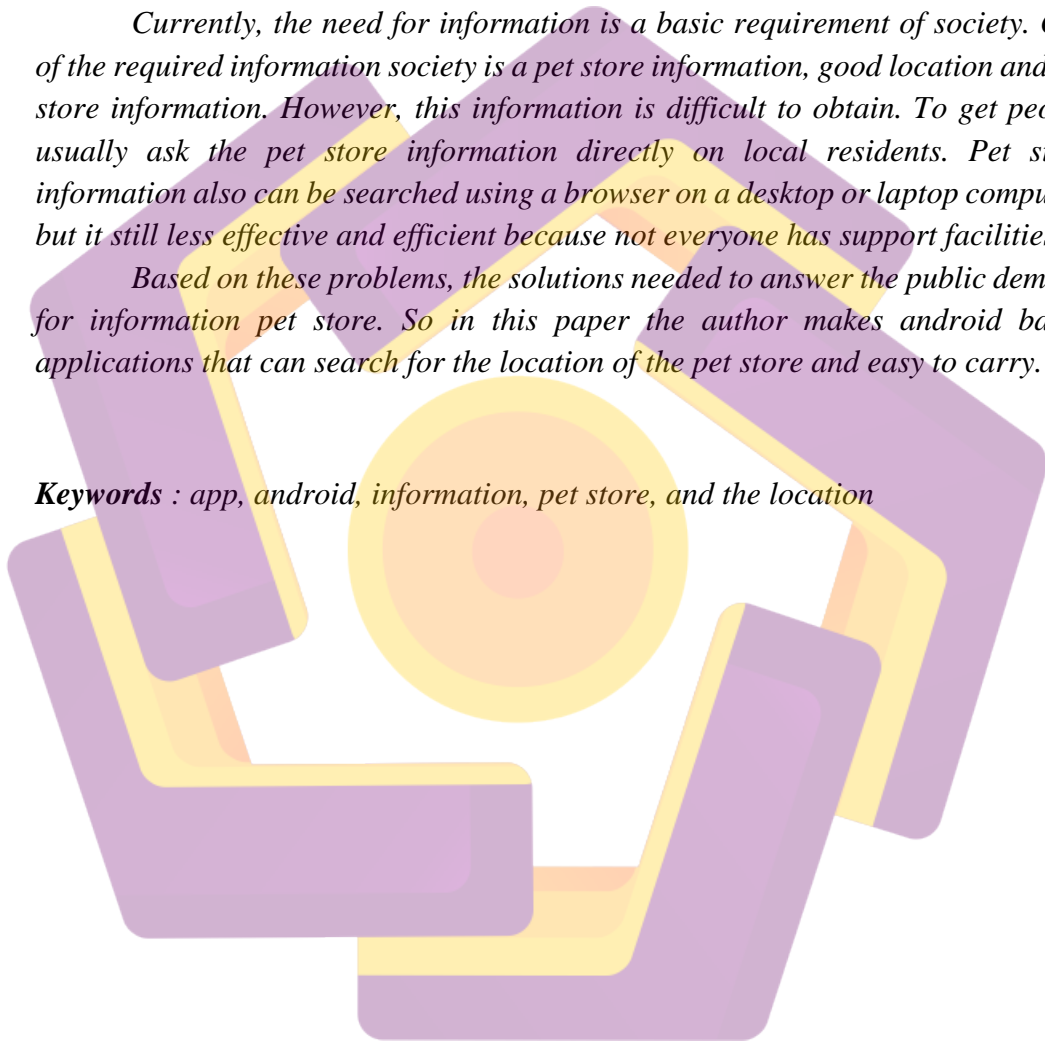 Currently, the need for information is a basic requirement of society.
of the required information society is a pet store information, good location and
store information. However, this information is difficult to obtain. To get
usually ask the pet store information directly on local residents. Pet
information also can be searched using a browser on a desktop or laptop
but it still less effective and efficient because not everyone has support facilities
Based on these problems, the solutions needed to answer the public
for information pet store. So in this paper the author makes android
applications that can search for the location of the pet store and easy to carry.
Keywords : app, android, information, pet store, and the location